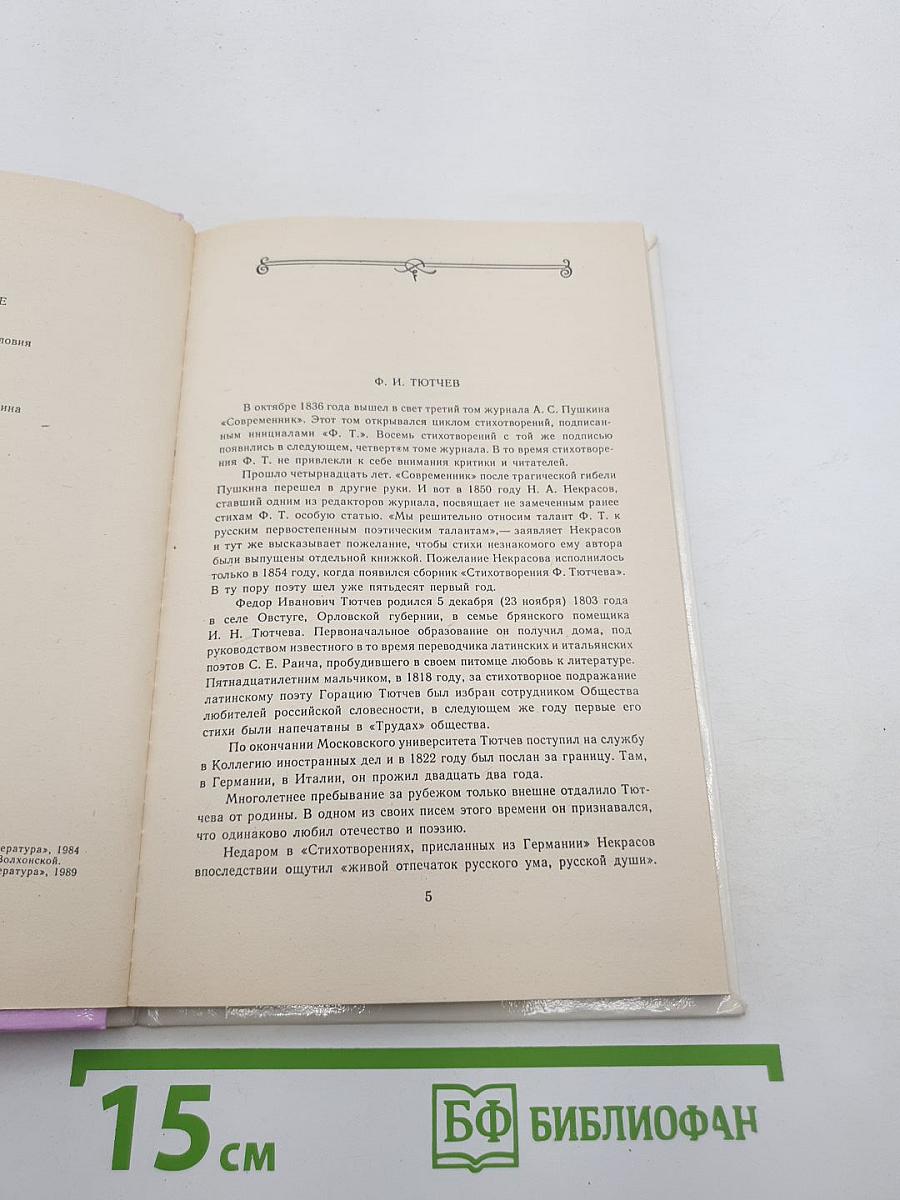 Е
ловия
ина
ература», 1984
Волхонской.
ература», 1989
Ф. И. ТЮТЧЕВ
В октябре 1836 года вышел в свет третий том журнала А. С. Пушкина
«Современник». Этот том открывался циклом стихотворений, подписан-
ным инициалами «Ф. Т.». Восемь стихотворений с той же подписью
появились в следующем, четвертом томе журнала. В то время стихотворе-
ния Ф. Т. не привлекли к себе внимания критики и читателей.
Прошло четырнадцать лет. «Современник» после трагической гибели
Пушкина перешел в другие руки. И вот в 1850 году Н. А. Некрасов,
ставший одним из редакторов журнала, посвящает не замеченным ранее
стихам Ф. Т. особую статью. «Мы решительно относим талант Ф. Т. к
русским первостепенным поэтическим талантам»,— заявляет Некрасов
и тут же высказывает пожелание, чтобы стихи незнакомого ему автора
были выпущены отдельной книжкой. Пожелание Некрасова исполнилось
только в 1854 году, когда появился сборник «Стихотворения Ф. Тютчева».
В ту пору поэту шел уже пятьдесят первый год.
Федор Иванович Тютчев родился 5 декабря (23 ноября) 1803 года
в селе Овстуге, Орловской губернии, в семье брянского помещика
И. Н. Тютчева. Первоначальное образование он получил дома, под
руководством известного в то время переводчика латинских и итальянских
поэтов С. Е. Раича, пробудившего в своем питомце любовь к литературе.
Пятнадцатилетним мальчиком, в 1818 году, за стихотворное подражание
латинскому поэту Горацию Тютчев был избран сотрудником Общества
любителей российской словесности, в следующем же году первые его
стихи были напечатаны в «Трудах» общества.
По окончании Московского университета Тютчев поступил на службу
в Коллегию иностранных дел и в 1822 году был послан за границу. Там,
в Германии, в Италии, он прожил двадцать два года.
Многолетнее пребывание за рубежом только внешне отдалило Тют-
чева от родины. В одном из своих писем этого времени он признавался,
что одинаково любил отечество и поэзию.
Недаром в «Стихотворениях, присланных из Германии» Некрасов
впоследствии ощутил «живой отпечаток русского ума, русской души».
5
15 см
БФ БИБЛИОФАН